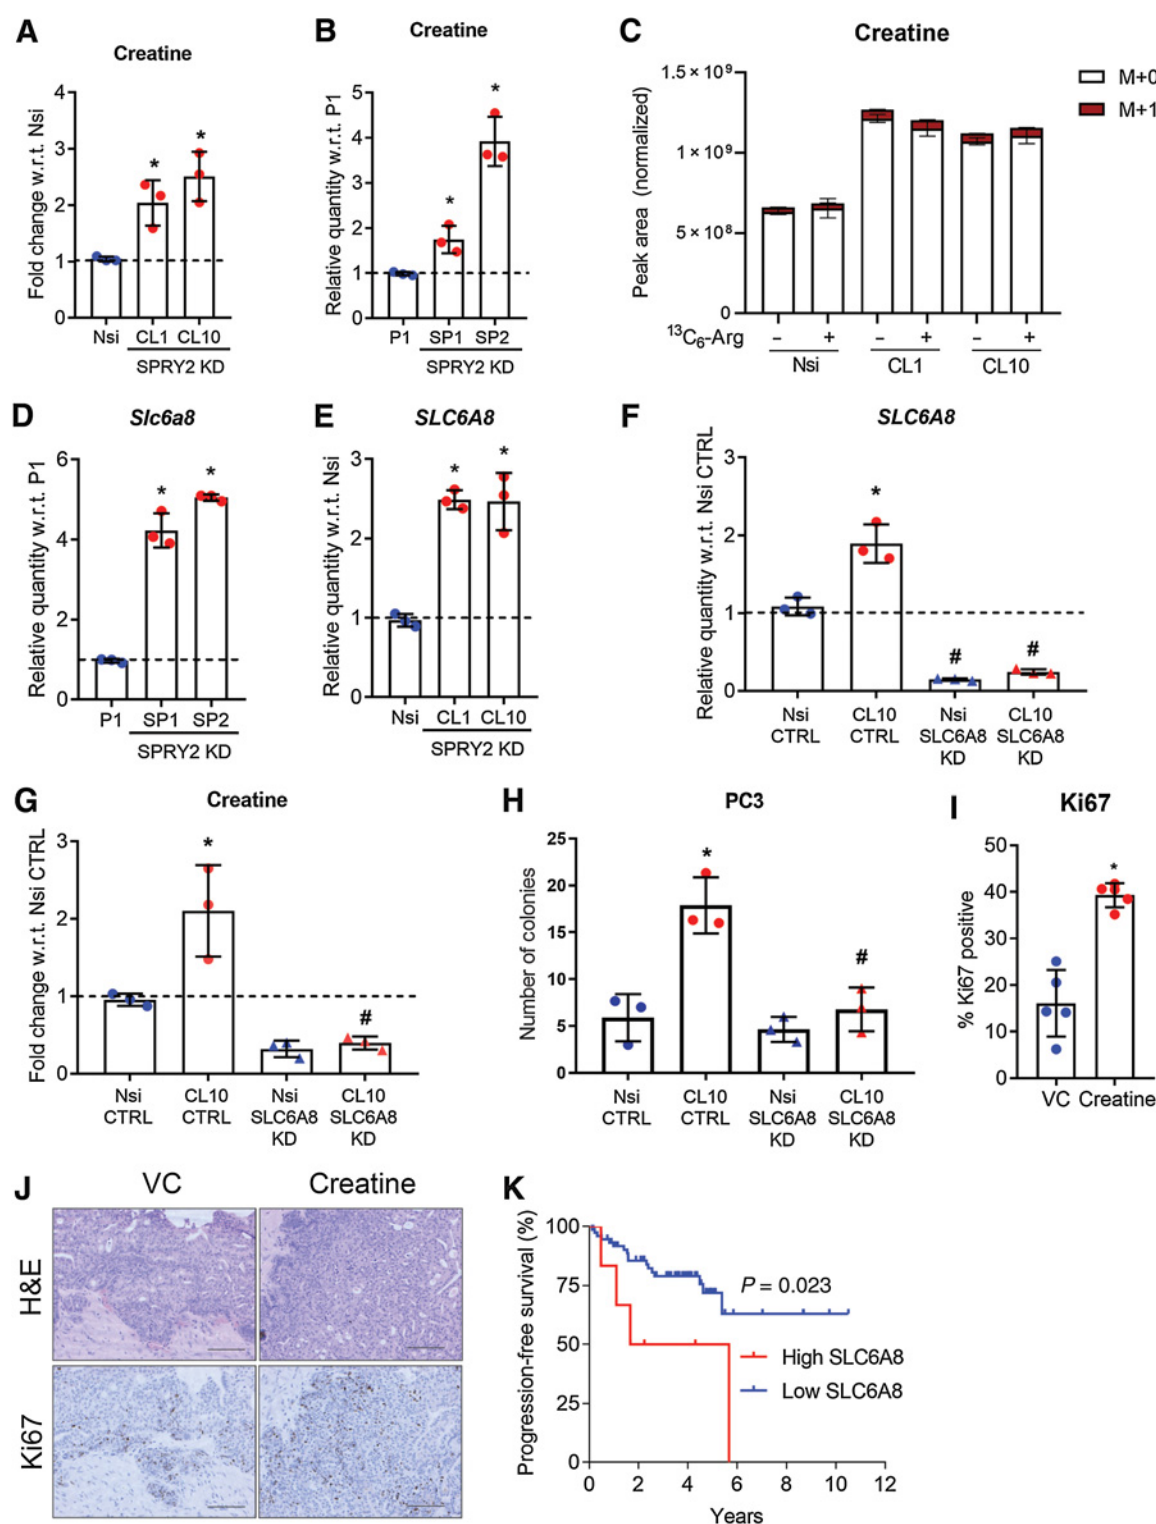 A
Creatine
Fold change w.r.t. Nsi
4
3
2
1
0
*
*
Nsi
CL1
CL10
SPRY2 KD
B
Creatine
Relative quantity w.r.t. P1
5
4
3
2
1
0
*
*
P1
SP1
SP2
SPRY2 KD
C
Creatine
Peak area (normalized)
1.5 × 10⁹
1 × 10⁹
5 × 10⁸
0
M+0
M+1
¹³C₆-Arg
- + - + - +
Nsi
CL1
CL10
D
Slc6a8
Relative quantity w.r.t. P1
6
4
2
0
*
*
P1
SP1
SP2
SPRY2 KD
E
SLC6A8
Relative quantity w.r.t. Nsi
3
2
1
0
*
*
Nsi
CL1
CL10
SPRY2 KD
F
SLC6A8
Relative quantity w.r.t. Nsi CTRL
3
2
1
0
*
#
#
Nsi CL10 Nsi CL10
CTRL CTRL SLC6A8 SLC6A8
KD KD
G
Creatine
Fold change w.r.t. Nsi CTRL
3
2
1
0
*
#
Nsi CL10 Nsi CL10
CTRL CTRL SLC6A8 SLC6A8
KD KD
H
PC3
Number of colonies
25
20
15
10
5
0
*
#
Nsi CL10 Nsi CL10
CTRL CTRL SLC6A8 SLC6A8
KD KD
I
Ki67
% Ki67 positive
50
40
30
20
10
0
*
VC Creatine
J
VC Creatine
H&E
Ki67
K
Progression-free survival (%)
100
75
50
25
0
P = 0.023
High SLC6A8
Low SLC6A8
0 2 4 6 8 10 12
Years